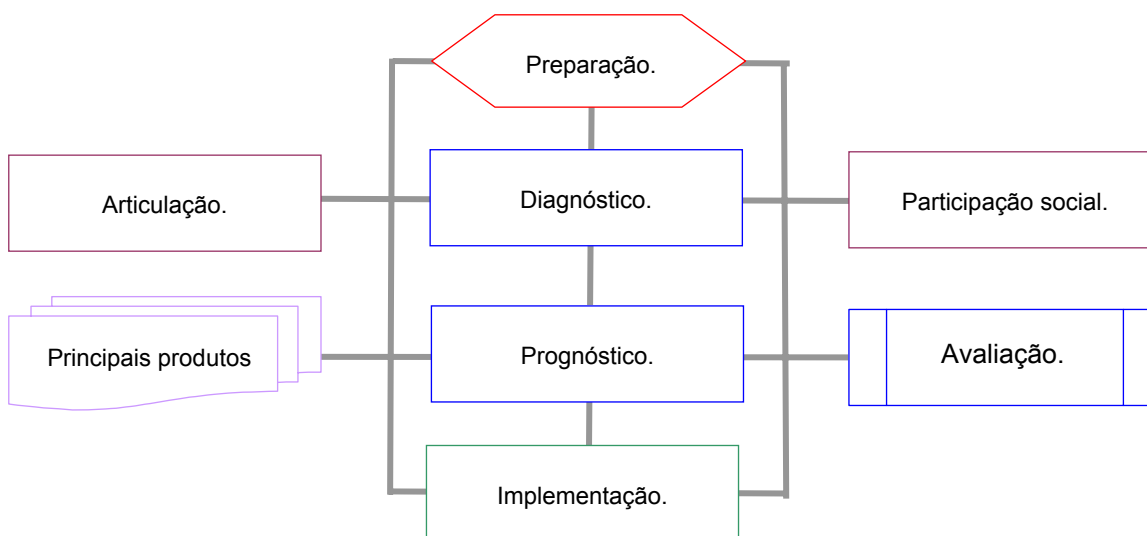 Preparação.
Articulação.
Diagnóstico.
Participação social.
Principais produtos
Prognóstico.
Avaliação.
Implementação.